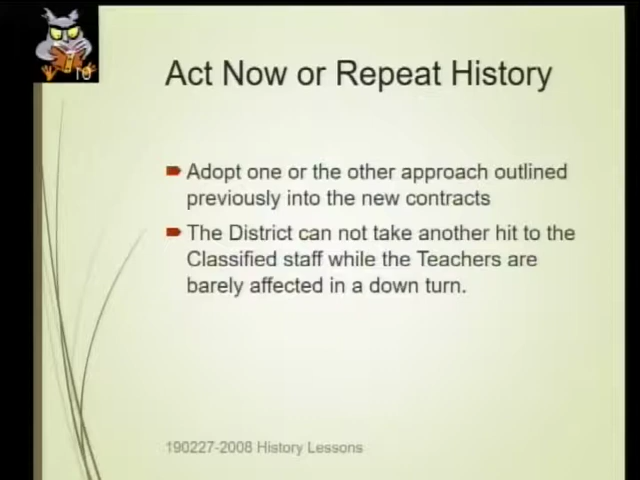 10
Act Now or Repeat History
Adopt one or the other approach outlined
previously into the new contracts
The District can not take another hit to the
Classified staff while the Teachers are
barely affected in a down turn.
190227-2008 History Lessons